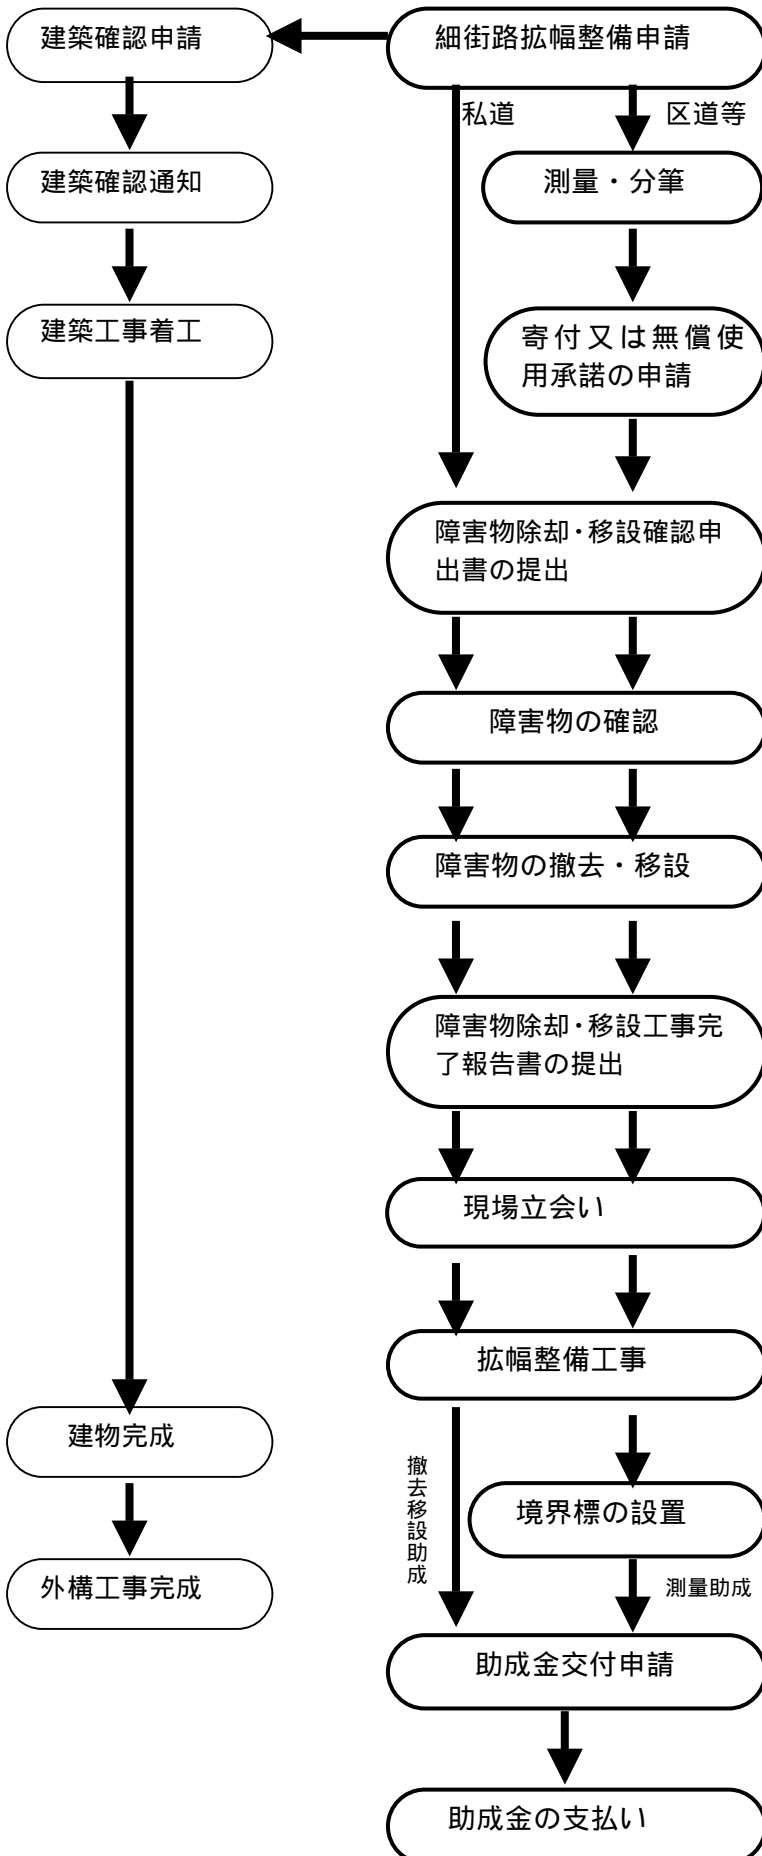 建築確認申請
細街路拡幅整備申請
私道
区道等
建築確認通知
測量・分筆
建築工事着工
寄付又は無償使
用承諾の申請
障害物除却・移設確認申
出書の提出
障害物の確認
障害物の撤去・移設
障害物除却・移設工事完
了報告書の提出
現場立会い
拡幅整備工事
建物完成
撤去移設助成
境界標の設置
外構工事完成
測量助成
助成金交付申請
助成金の支払い